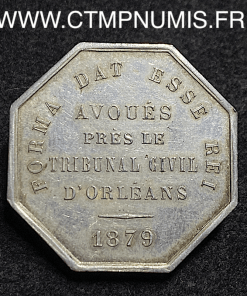 WWW.CTMPNUMIS.FR
FORMA DAT ESSE REI
AVOUÉS
PRÈS LE
TRIBUNAL CIVIL
D'ORLÉANS
1879